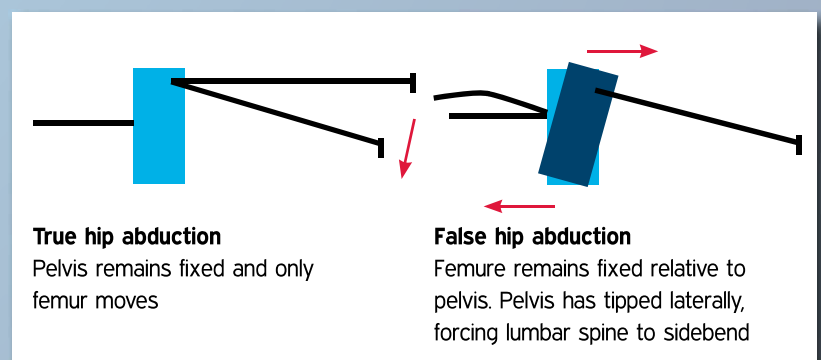 True hip abduction
Pelvis remains fixed and only
femur moves
False hip abduction
Femure remains fixed relative to
pelvis. Pelvis has tipped laterally,
forcing lumbar spine to sidebend